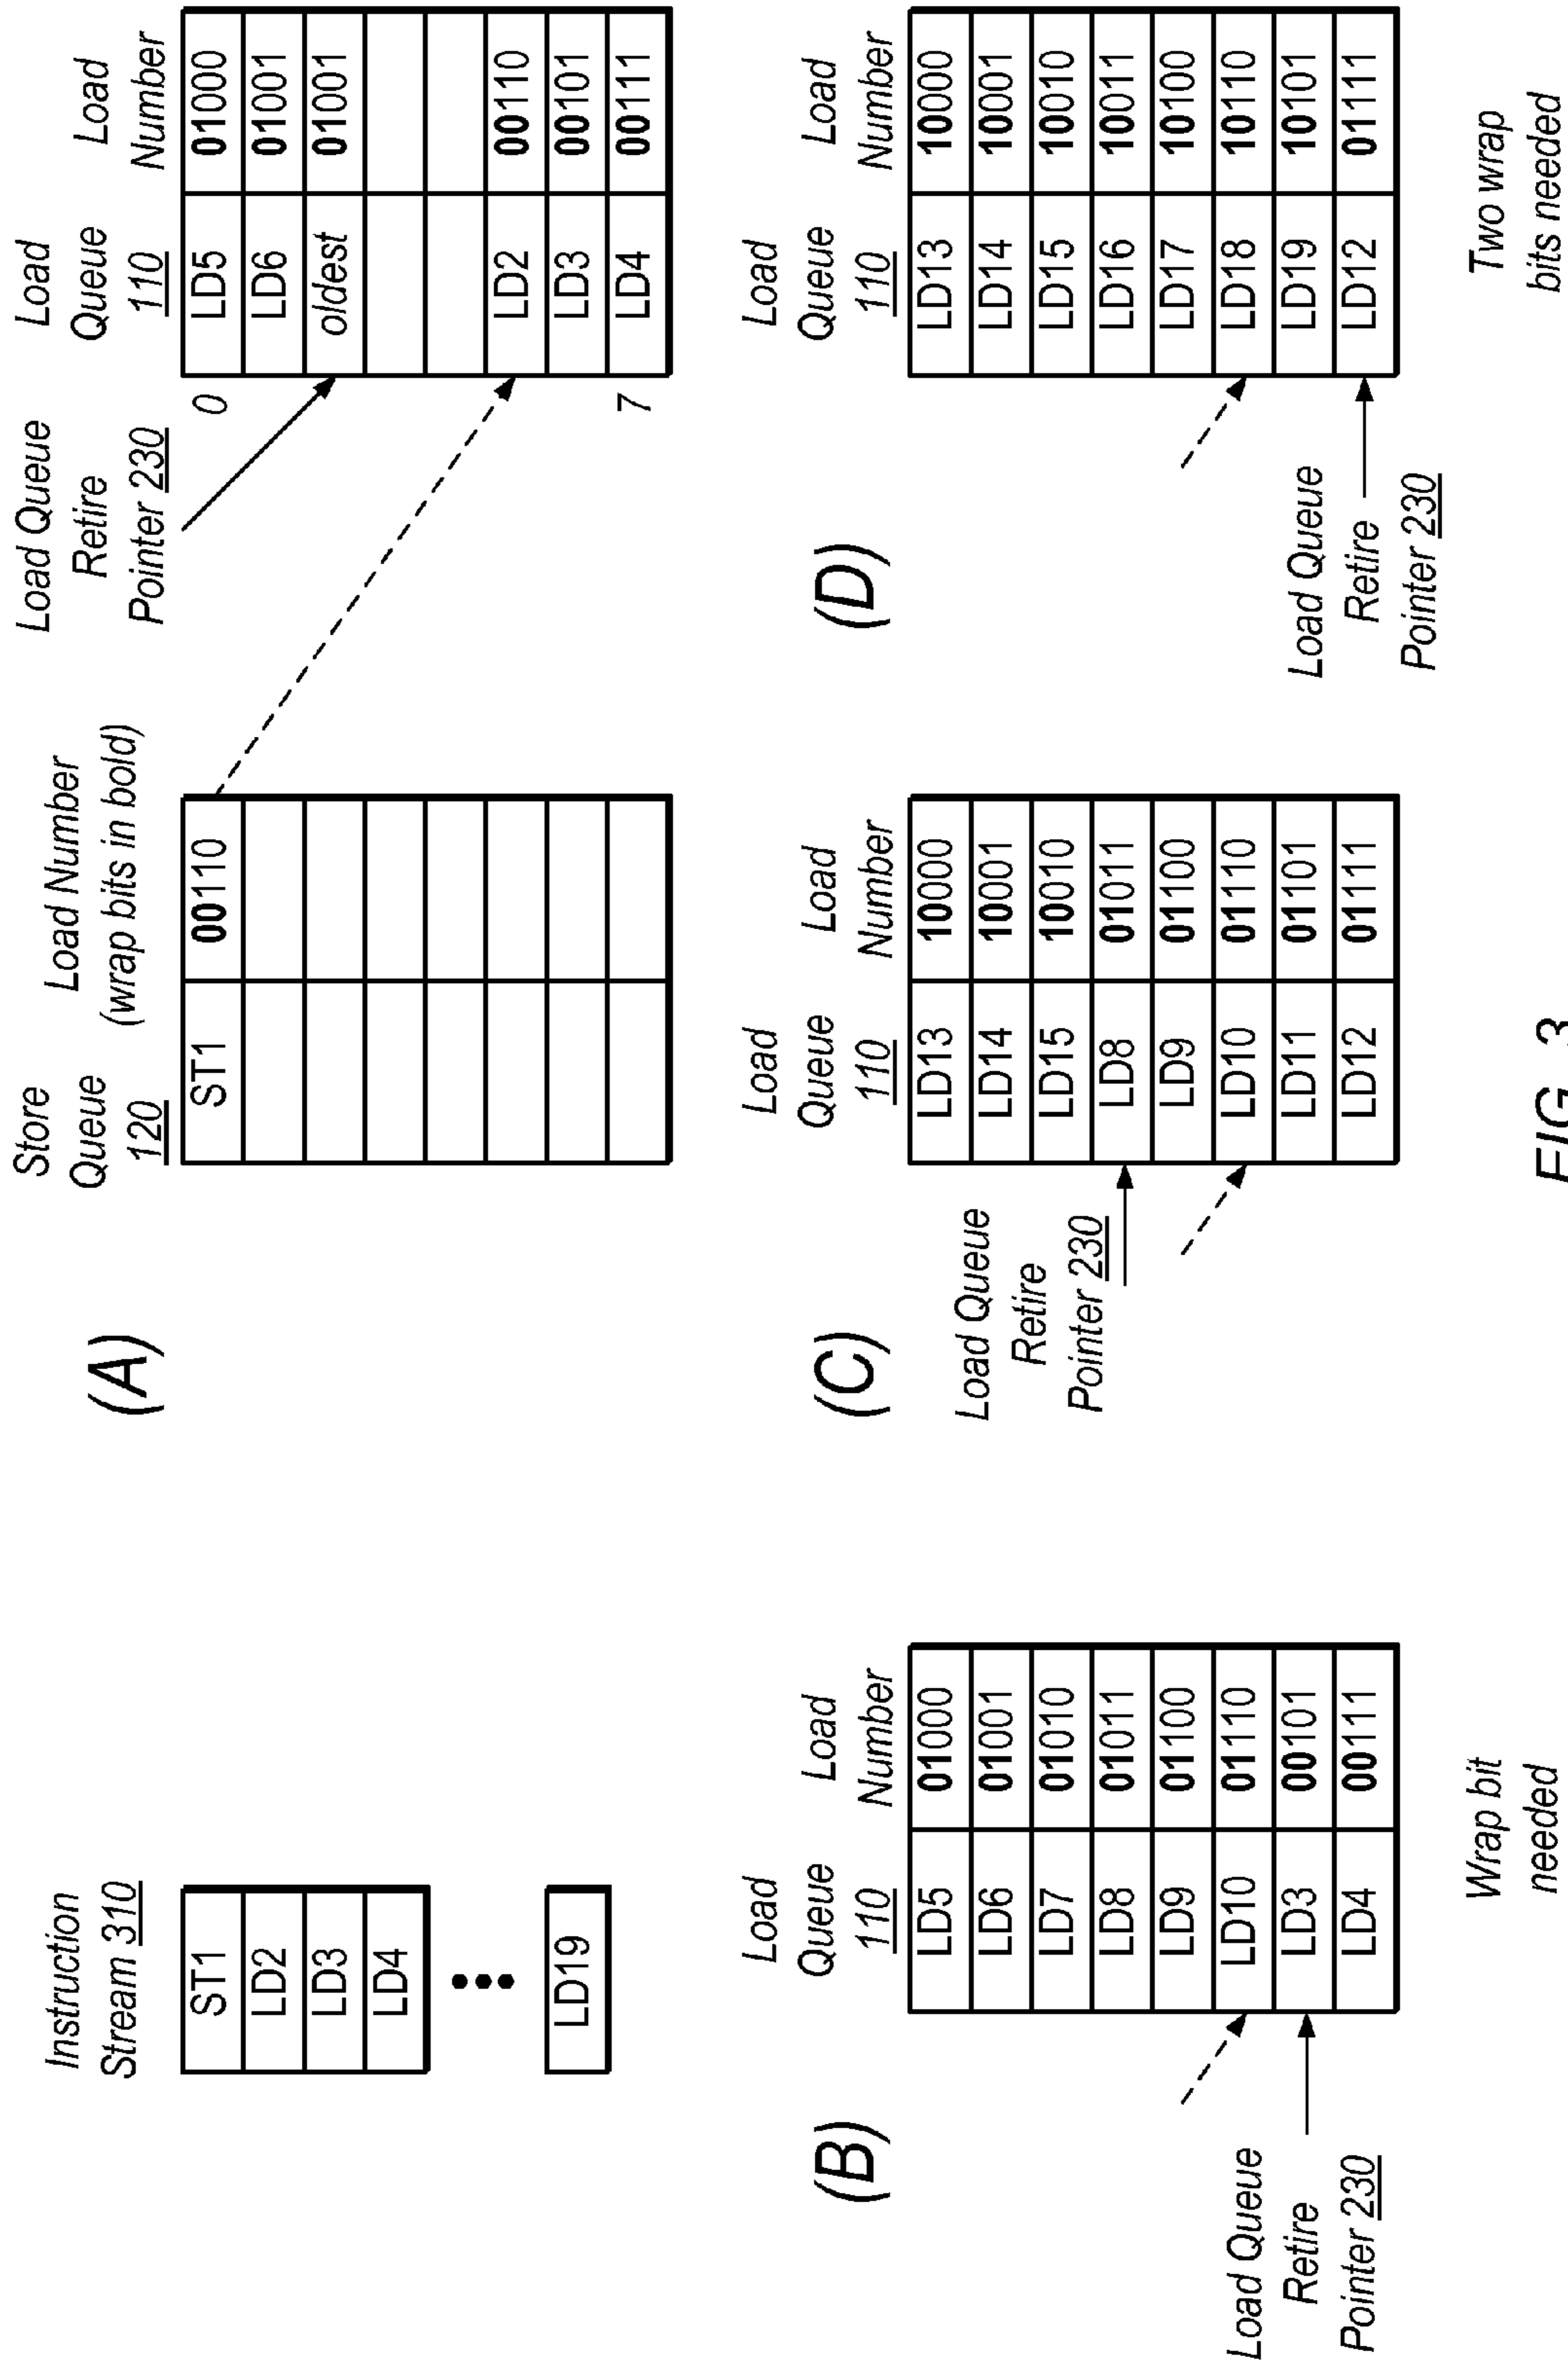 Instruction
Stream 310
ST1
LD2
LD3
LD4
LD19
(A)
Store
Queue
120
Load Number
(wrap bits in bold)
ST1 00110
Load Queue
Retire
Pointer 230
Load
Queue
110
Load
Number
0
7
LD5 01000
LD6 01001
oldest 01001
LD2 00110
LD3 00101
LD4 00111
(B)
Load Queue
Retire
Pointer 230
Load
Queue
110
Load
Number
LD5 01000
LD6 01001
LD7 01010
LD8 01011
LD9 01100
LD10 01110
LD3 00101
LD4 00111
Wrap bit
needed
(C)
Load Queue
Retire
Pointer 230
Load
Queue
110
Load
Number
LD13 10000
LD14 10001
LD15 10010
LD8 01011
LD9 01100
LD10 01110
LD11 01101
LD12 01111
(D)
Load Queue
Retire
Pointer 230
Load
Queue
110
Load
Number
LD13 10000
LD14 10001
LD15 10010
LD16 10011
LD17 10100
LD18 10110
LD19 10101
LD12 01111
Two wrap
bits needed
FIG. 3